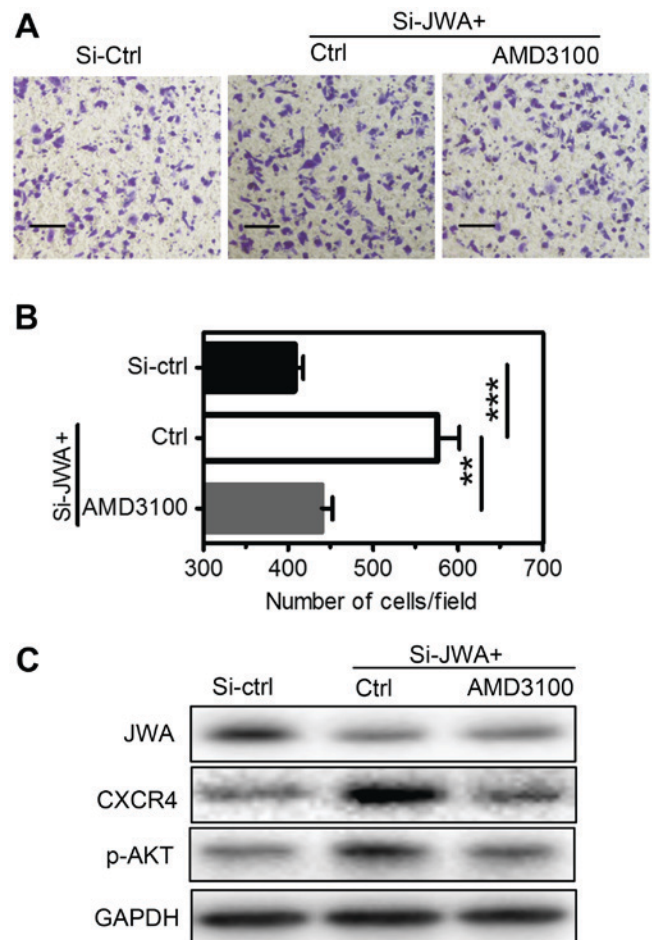 A
Si-JWA+
Si-Ctrl
Ctrl
AMD3100
B
Si-ctrl
Ctrl
AMD3100
Si-JWA+
***
**
300 400 500 600 700
Number of cells/field
C
Si-JWA+
Si-ctrl Ctrl AMD3100
JWA
CXCR4
p-AKT
GAPDH